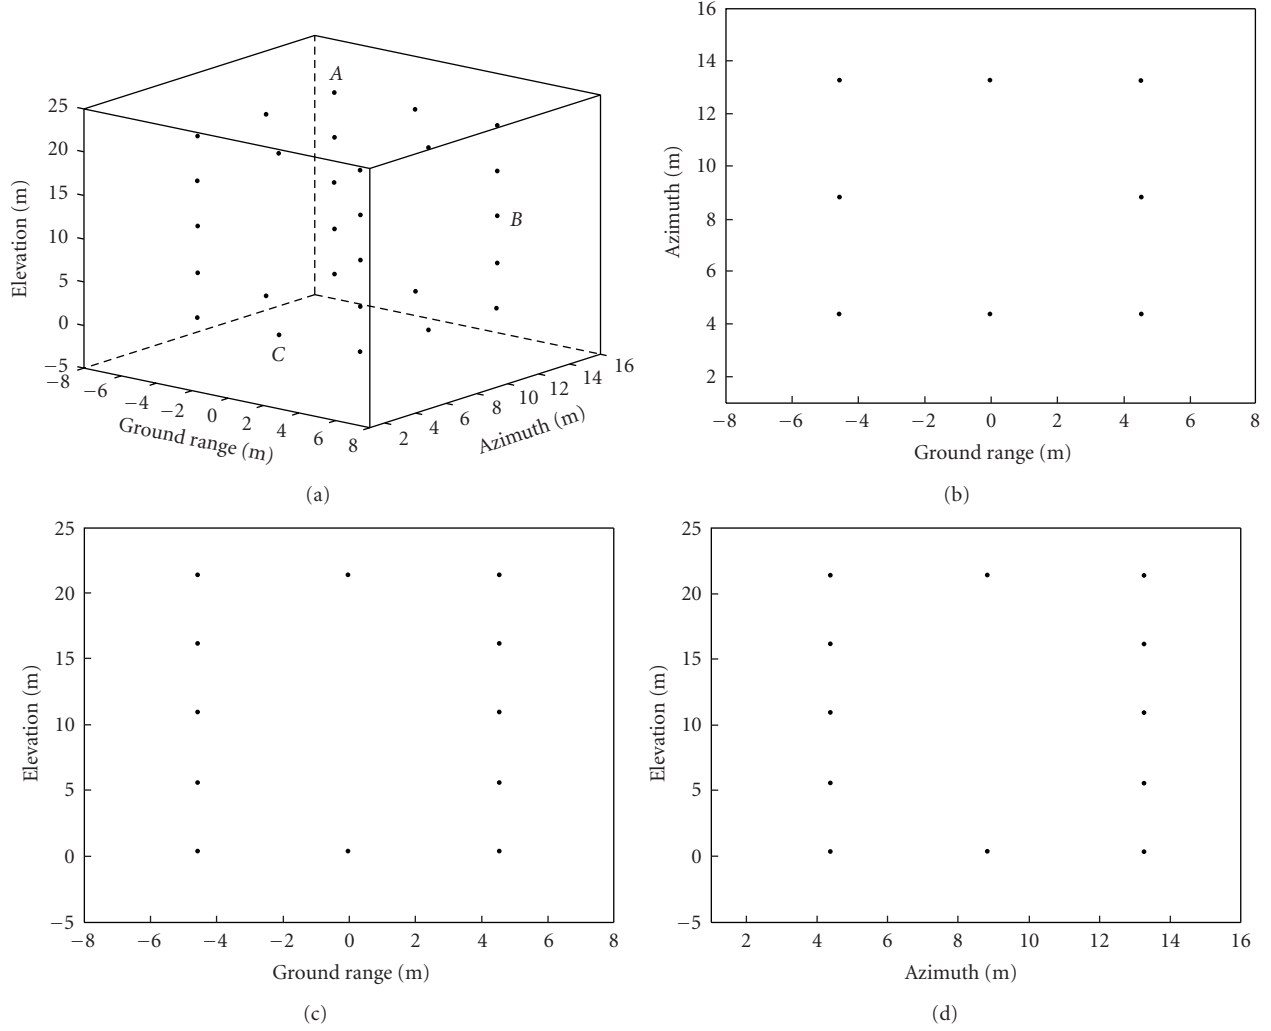 A
B
C
25
20
15
10
5
0
−5
Elevation (m)
−8 −6 −4 −2 0 2 4 6 8
Ground range (m)
2 4 6 8 10 12 14 16
Azimuth (m)
(a)
16
14
12
10
8
6
4
2
Azimuth (m)
−8 −6 −4 −2 0 2 4 6 8
Ground range (m)
(b)
25
20
15
10
5
0
−5
Elevation (m)
−8 −6 −4 −2 0 2 4 6 8
Ground range (m)
(c)
25
20
15
10
5
0
−5
Elevation (m)
2 4 6 8 10 12 14 16
Azimuth (m)
(d)